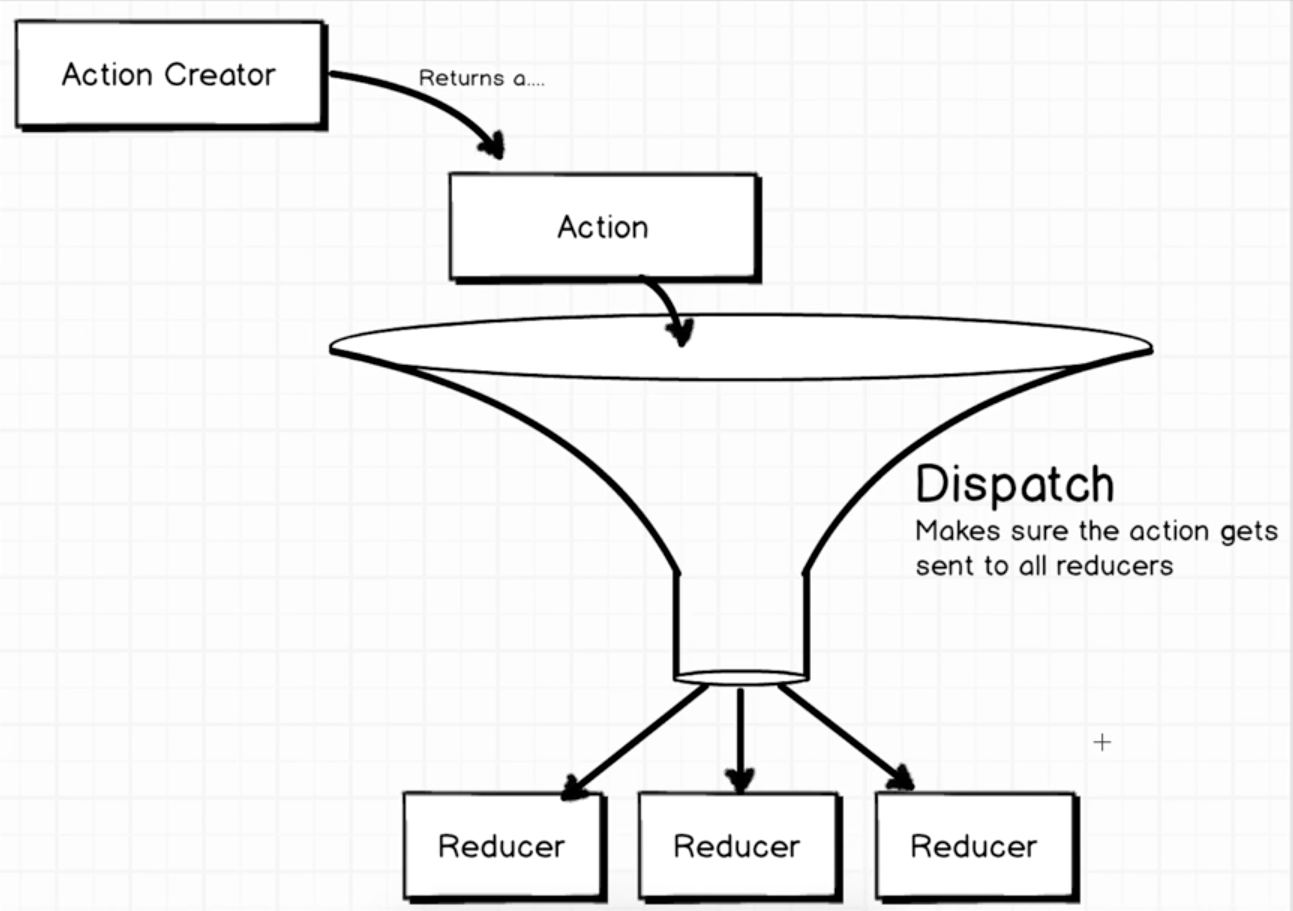 Action Creator
Returns a....
Action
Dispatch
Makes sure the action gets
sent to all reducers
Reducer
Reducer
Reducer